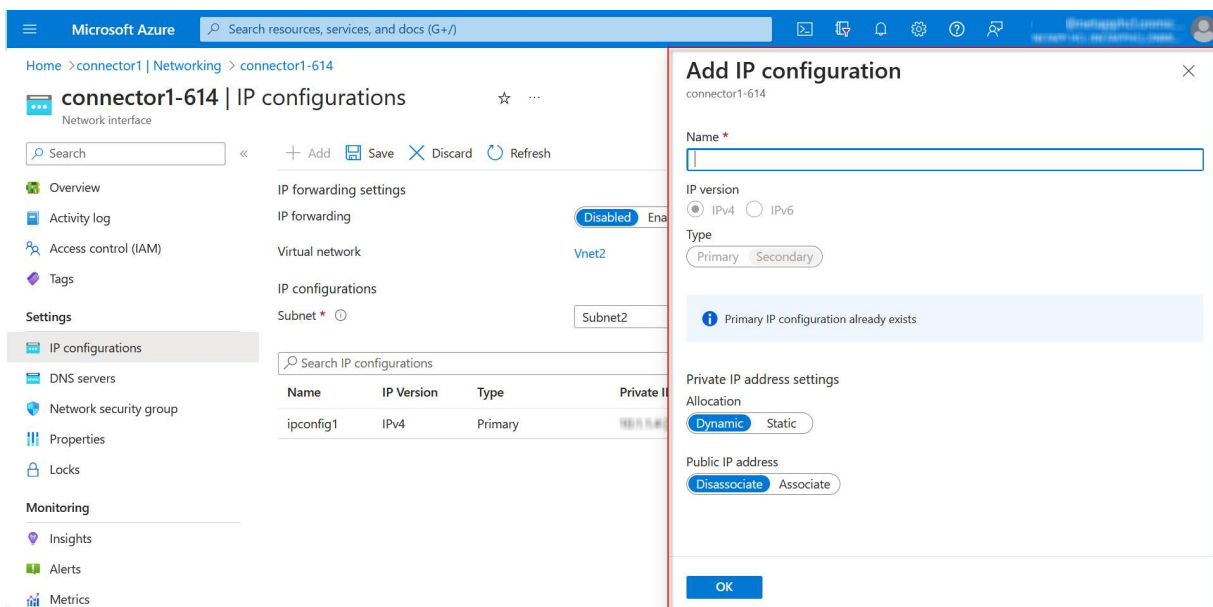 Microsoft Azure
Search resources, services, and docs (G+/)
Home >connector1 | Networking > connector1-614
connector1-614 | IP configurations ☆ ...
Network interface
Search «
Overview
Activity log
Access control (IAM)
Tags
Settings
IP configurations
DNS servers
Network security group
Properties
Locks
Monitoring
Insights
Alerts
Metrics
+ Add Save Discard Refresh
IP forwarding settings
IP forwarding Disabled Ena
Virtual network Vnet2
IP configurations
Subnet * Subnet2
Search IP configurations
Name IP Version Type Private I
ipconfig1 IPv4 Primary
Add IP configuration
connector1-614
Name *
IP version
IPv4 IPv6
Type
Primary Secondary
Primary IP configuration already exists
Private IP address settings
Allocation
Dynamic Static
Public IP address
Disassociate Associate
OK